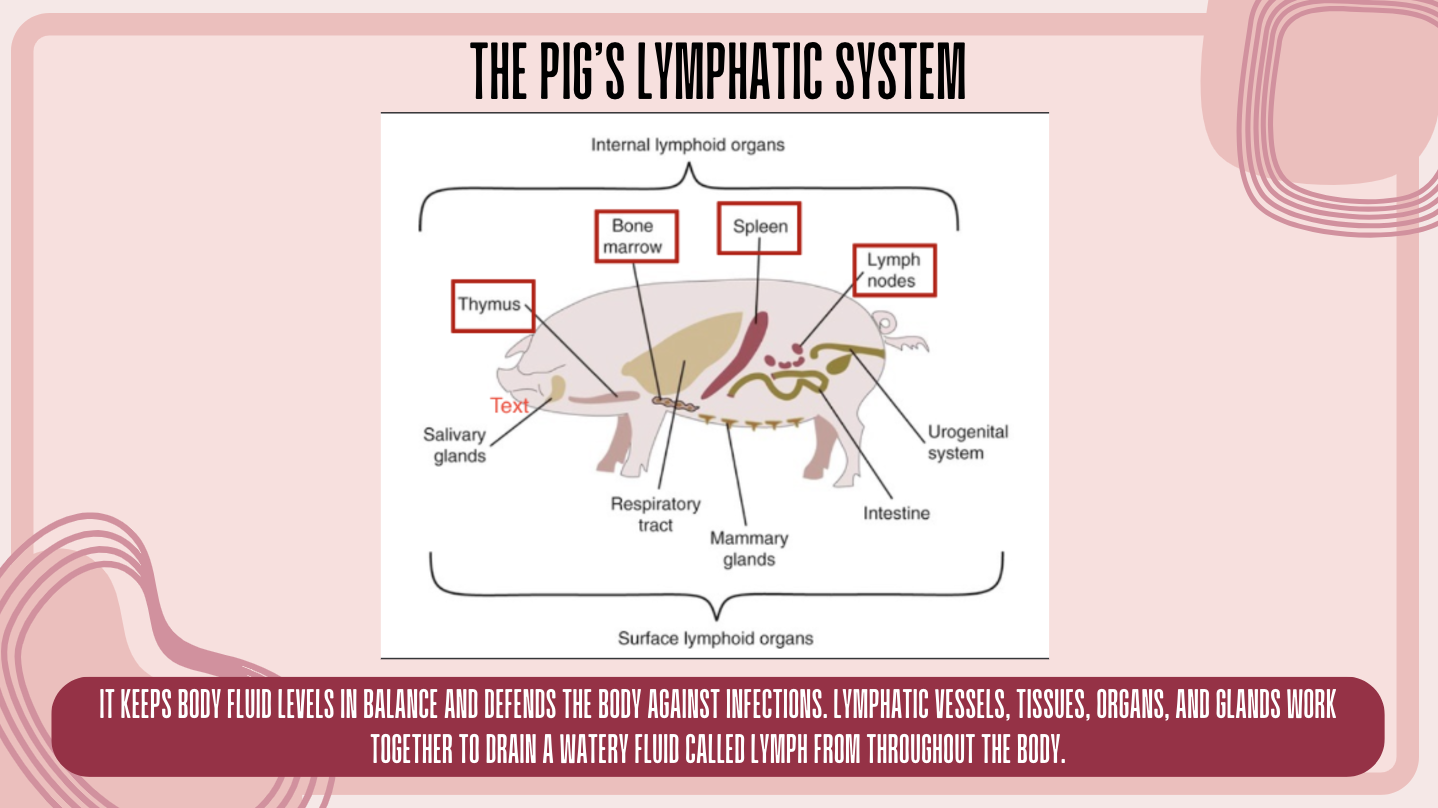 THE PIG'S LYMPHATIC SYSTEM
Internal lymphoid organs
Bone
marrow
Spleen
Lymph
nodes
Thymus
Text
Salivary
glands
Urogenital
system
Respiratory
tract
Intestine
Mammary
glands
Surface lymphoid organs
IT KEEPS BODY FLUID LEVELS IN BALANCE AND DEFENDS THE BODY AGAINST INFECTIONS. LYMPHATIC VESSELS, TISSUES, ORGANS, AND GLANDS WORK
TOGETHER TO DRAIN A WATERY FLUID CALLED LYMPH FROM THROUGHOUT THE BODY.